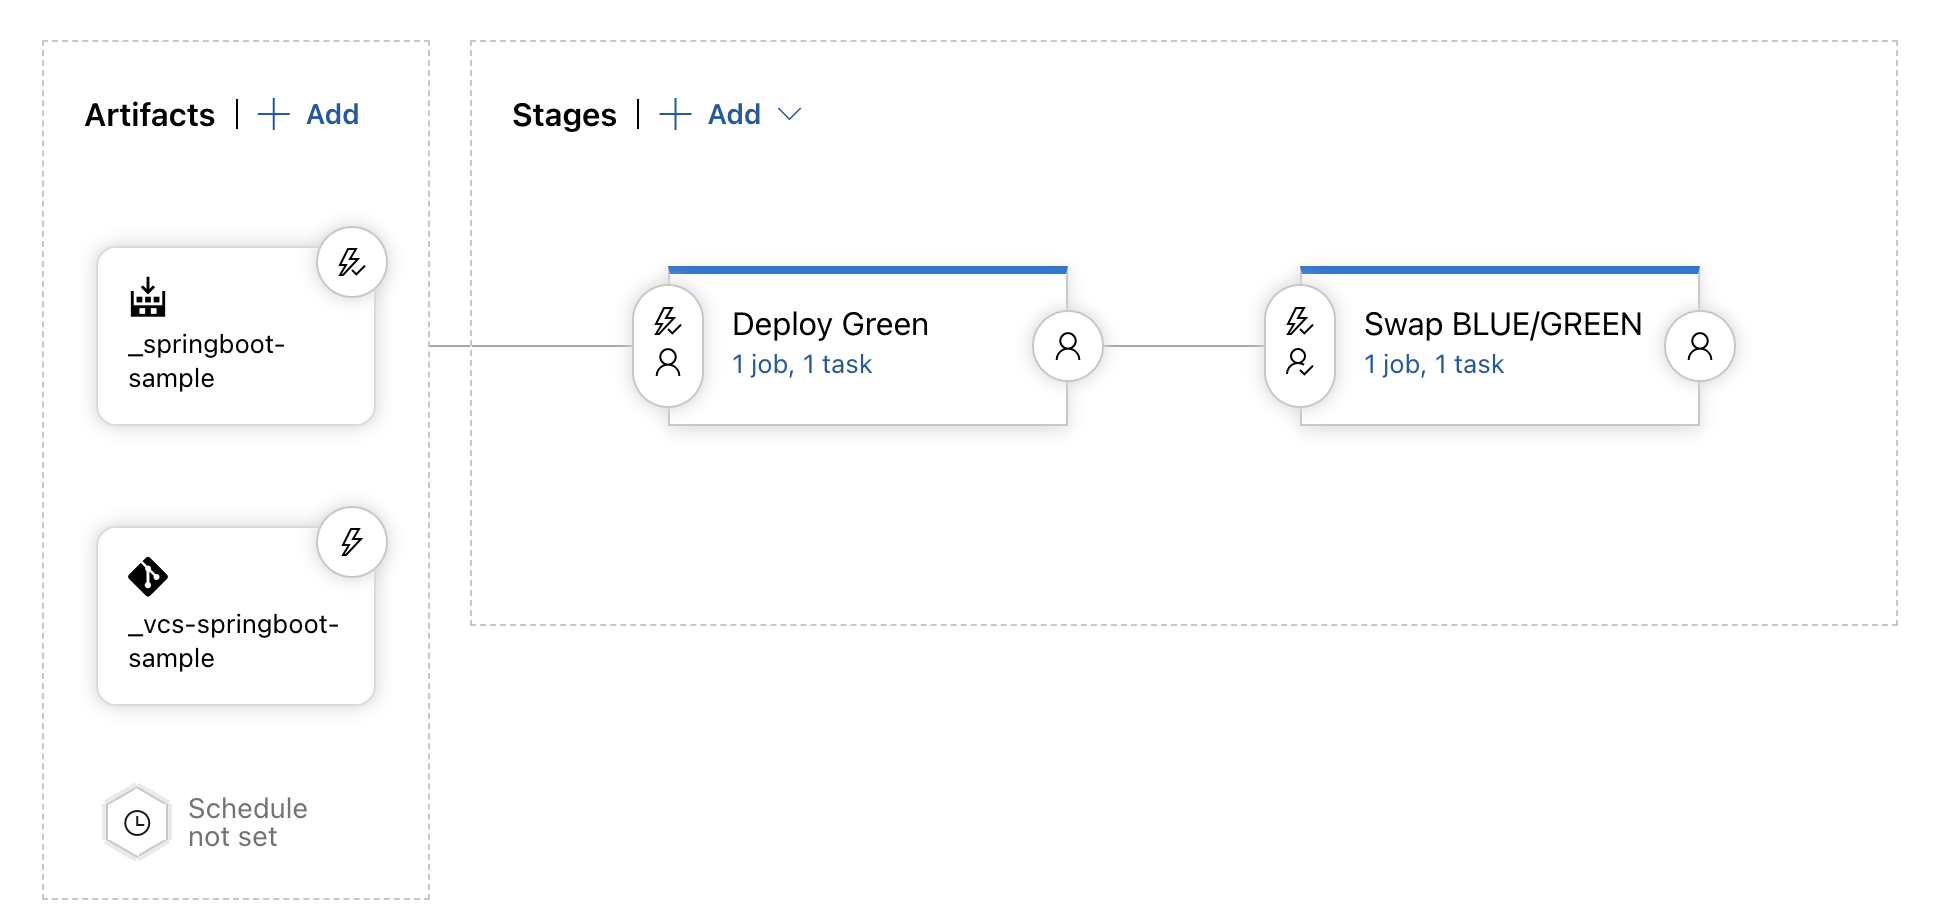 Artifacts | + Add
Stages | + Add
_springboot-
sample
Deploy Green
1 job, 1 task
Swap BLUE/GREEN
1 job, 1 task
_vcs-springboot-
sample
Schedule
not set